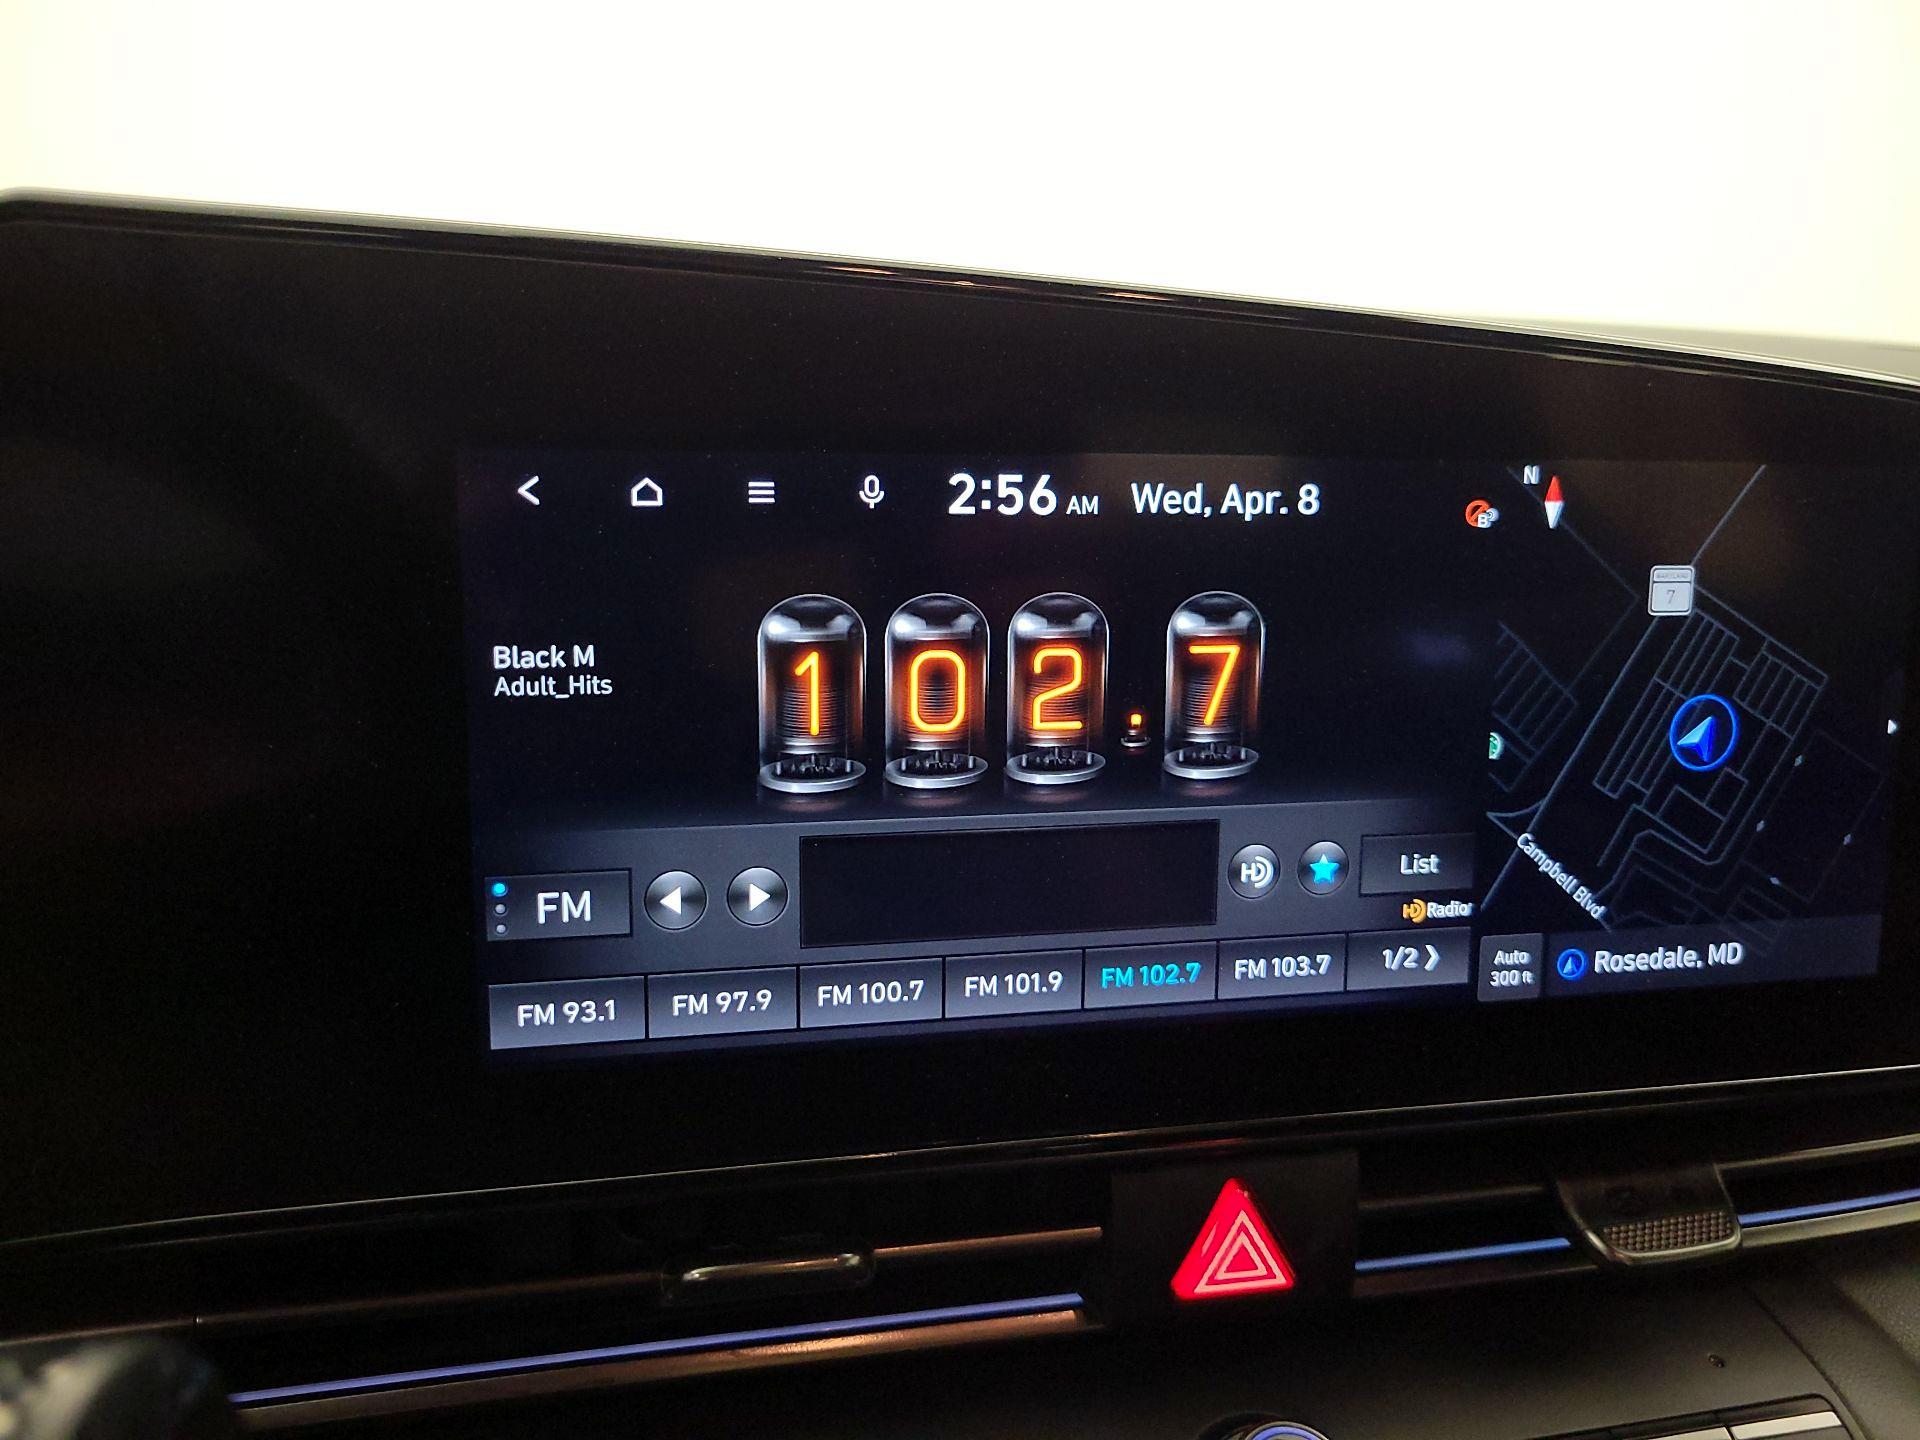 2:56 AM Wed, Apr. 8
N
B
MARYLAND
7
Black M
Adult_Hits
102.7
FM
HD
List
HD Radio
Campbell Blvd
FM 93.1
FM 97.9
FM 100.7
FM 101.9
FM 102.7
FM 103.7
1/2
Auto
300 ft
Rosedale, MD